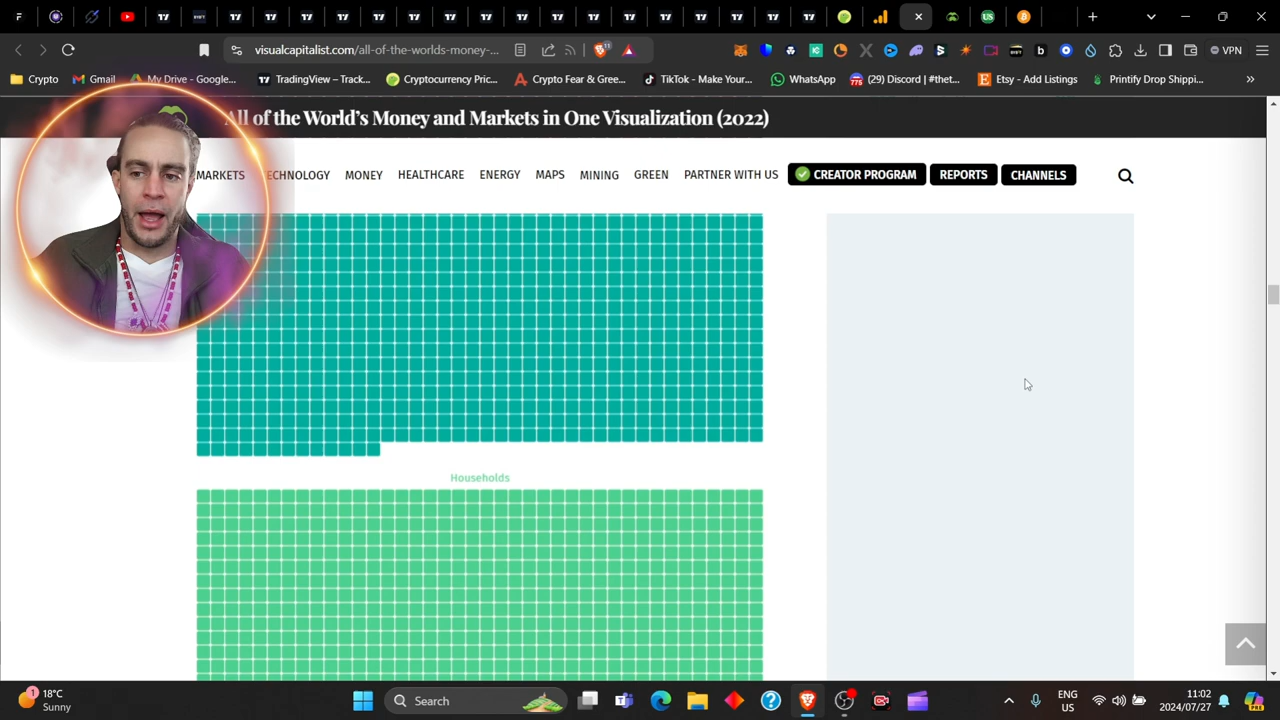 visualcapitalist.com/all-of-the-worlds-money-...
11
VPN
Crypto
Gmail
My Drive - Google...
TradingView – Track...
Cryptocurrency Pric...
Crypto Fear & Gree...
TikTok - Make Your...
WhatsApp
(29) Discord | #thet...
Etsy - Add Listings
Printify Drop Shippi...
All of the World's Money and Markets in One Visualization (2022)
MARKETS
ECHNOLOGY
MONEY
HEALTHCARE
ENERGY
MAPS
MINING
GREEN
PARTNER WITH US
CREATOR PROGRAM
REPORTS
CHANNELS
Households
1
18°C
Sunny
Search
ENG
US
11:02
2024/07/27